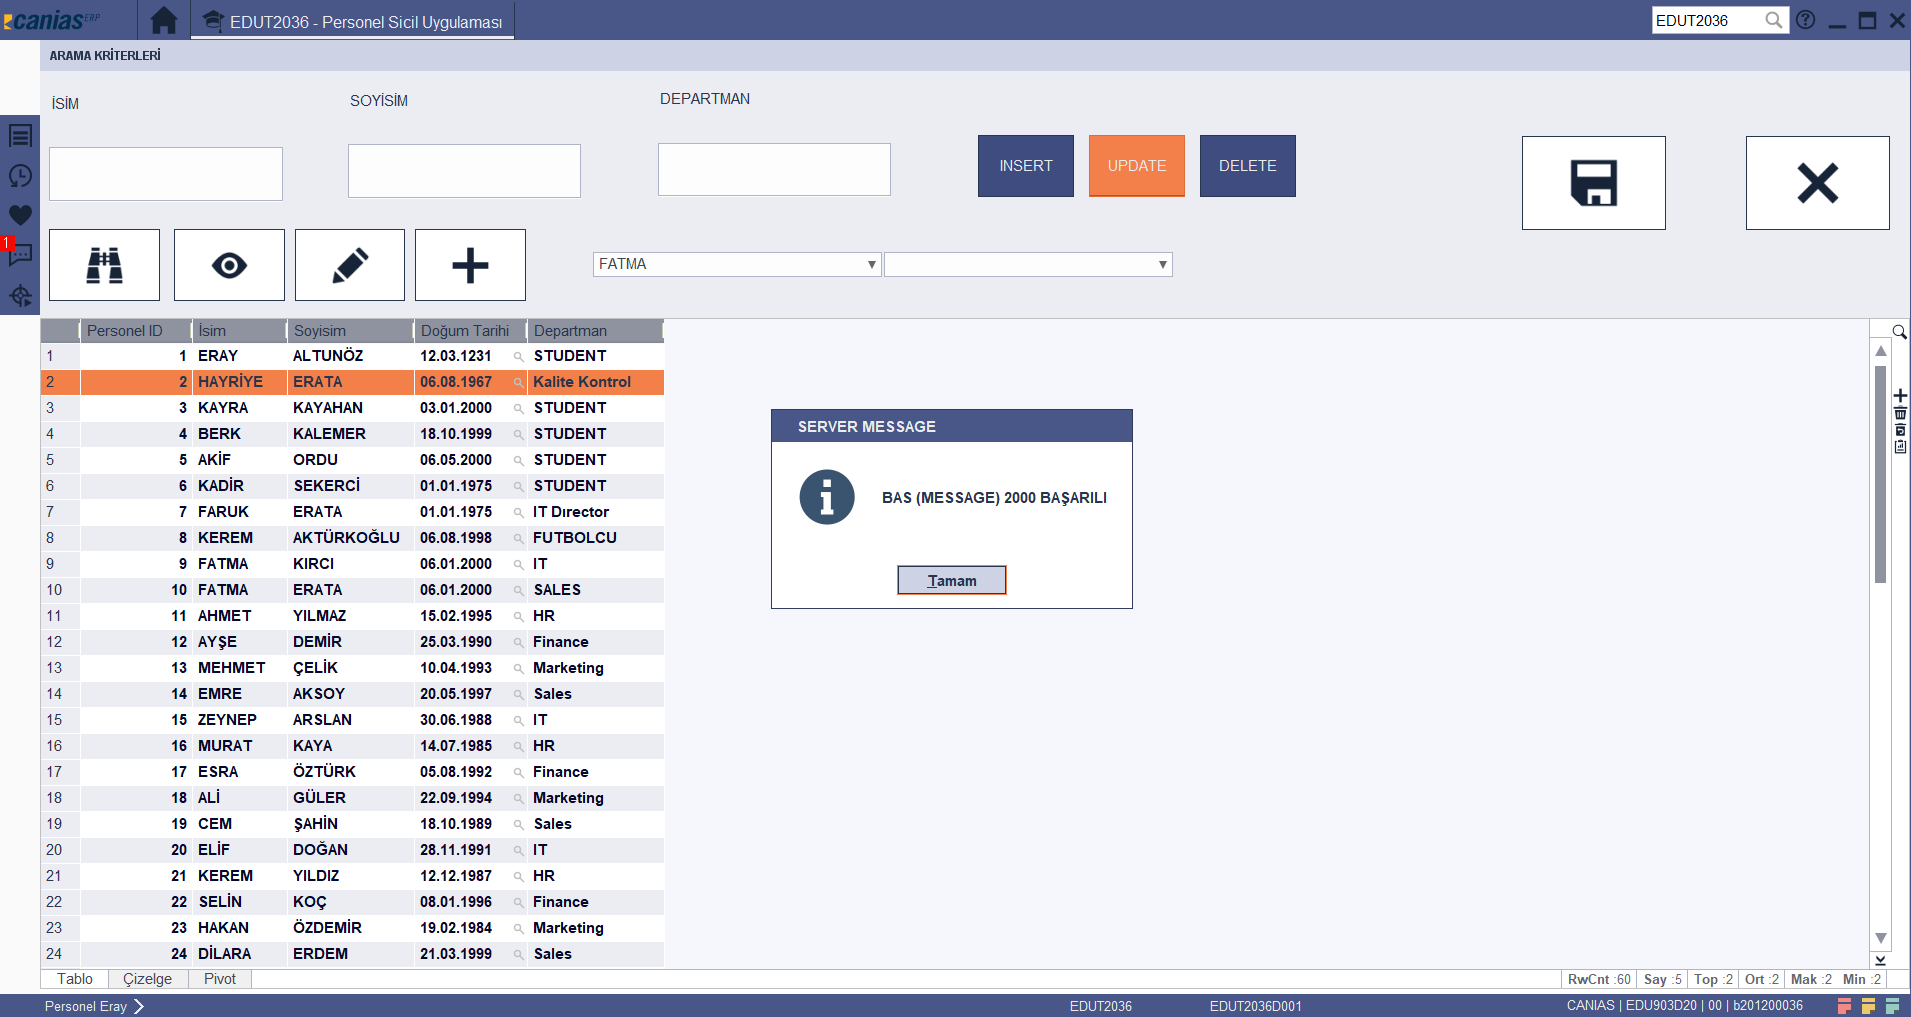 canias ERP
EDUT2036 - Personel Sicil Uygulaması
EDUT2036
ARAMA KRİTERLERİ
İSİM
SOYİSİM
DEPARTMAN
INSERT
UPDATE
DELETE
1
FATMA
Personel ID İsim Soyisim Doğum Tarihi Departman
1 1 ERAY ALTUNÖZ 12.03.1231 STUDENT
2 2 HAYRİYE ERATA 06.08.1967 Kalite Kontrol
3 3 KAYRA KAYAHAN 03.01.2000 STUDENT
4 4 BERK KALEMER 18.10.1999 STUDENT
5 5 AKİF ORDU 06.05.2000 STUDENT
6 6 KADİR SEKERCİ 01.01.1975 STUDENT
7 7 FARUK ERATA 01.01.1975 IT Dırector
8 8 KEREM AKTÜRKOĞLU 06.08.1998 FUTBOLCU
9 9 FATMA KIRCI 06.01.2000 IT
10 10 FATMA ERATA 06.01.2000 SALES
11 11 AHMET YILMAZ 15.02.1995 HR
12 12 AYŞE DEMİR 25.03.1990 Finance
13 13 MEHMET ÇELİK 10.04.1993 Marketing
14 14 EMRE AKSOY 20.05.1997 Sales
15 15 ZEYNEP ARSLAN 30.06.1988 IT
16 16 MURAT KAYA 14.07.1985 HR
17 17 ESRA ÖZTÜRK 05.08.1992 Finance
18 18 ALİ GÜLER 22.09.1994 Marketing
19 19 CEM ŞAHİN 18.10.1989 Sales
20 20 ELİF DOĞAN 28.11.1991 IT
21 21 KEREM YILDIZ 12.12.1987 HR
22 22 SELİN KOÇ 08.01.1996 Finance
23 23 HAKAN ÖZDEMİR 19.02.1984 Marketing
24 24 DİLARA ERDEM 21.03.1999 Sales
SERVER MESSAGE
BAS (MESSAGE) 2000 BAŞARILI
Tamam
Tablo Çizelge Pivot
RwCnt :60 Say :5 Top :2 Ort :2 Mak :2 Min :2
Personel Eray
EDUT2036
EDUT2036D001
CANIAS | EDU903D20 | 00 | b201200036